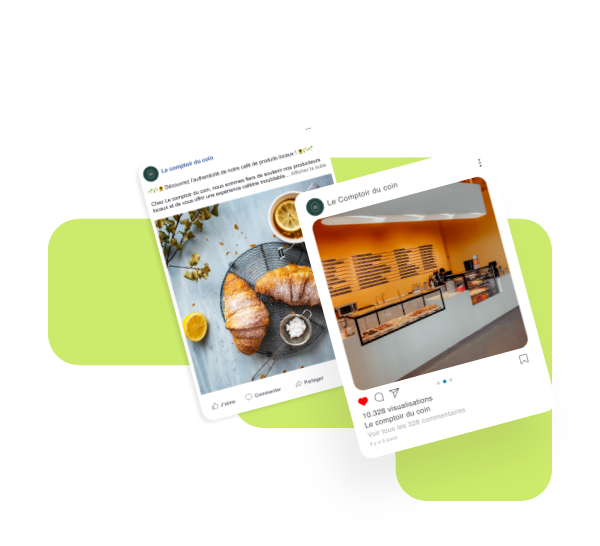 Le comptoir du coin
Découvrez l'authenticité de notre café de produits locaux !
Chez Le comptoir du coin, nous sommes fiers de soutenir nos producteurs
locaux et de vous offrir une expérience caféine inoubliable... Afficher la suite
J'aime
Commenter
Partager
Le Comptoir du coin
10.328 visualisations
Le comptoir du coin
Voir tous les 328 commentaires
Il y a 5 jours